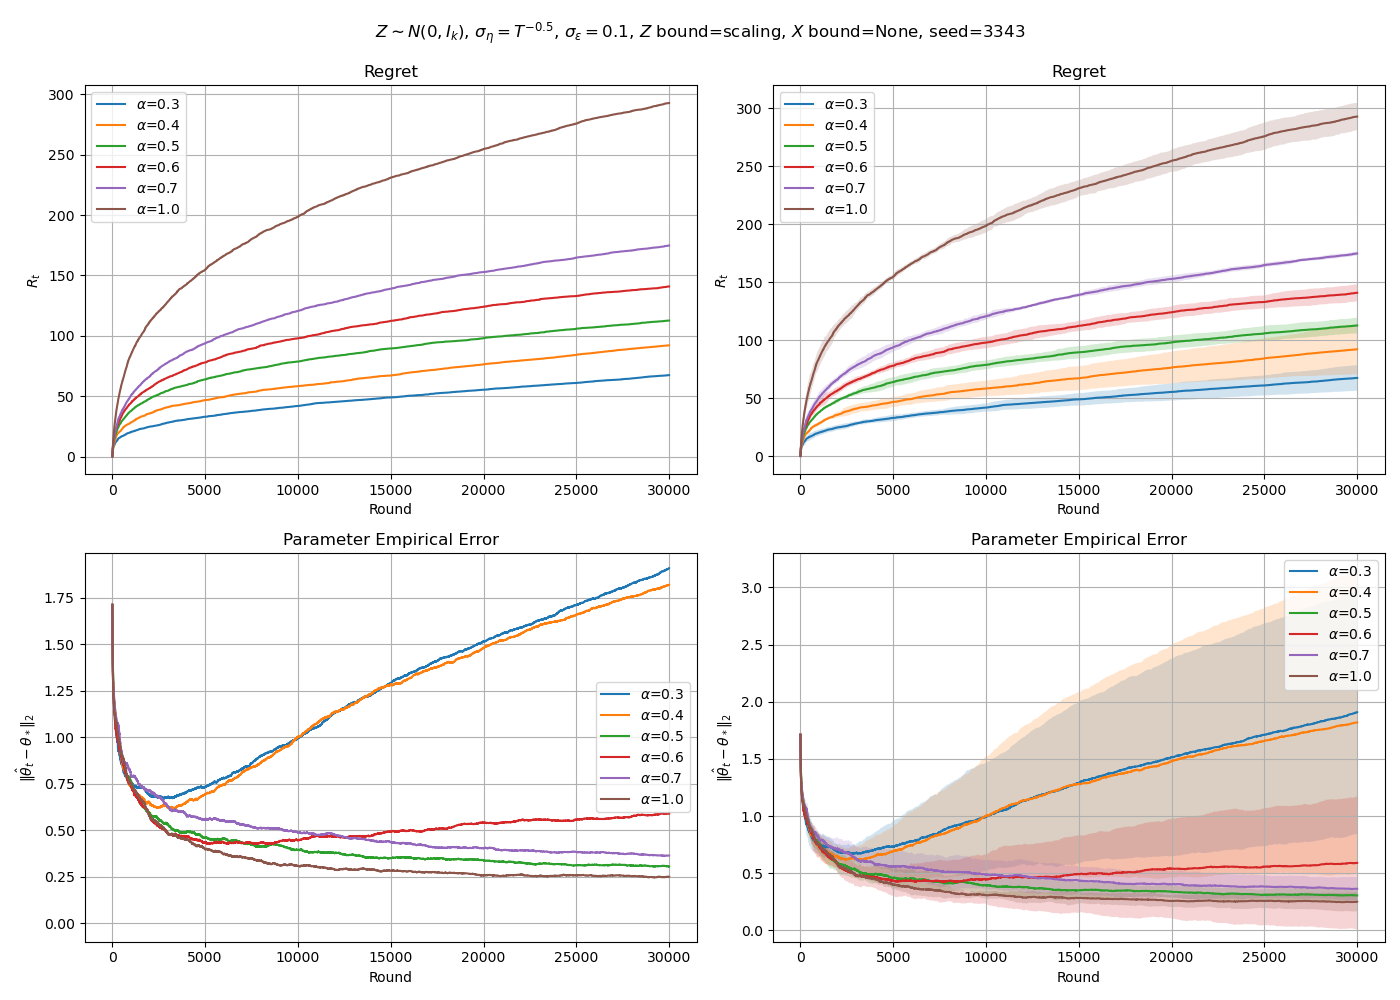 Z ∼ N(0, I_k), σ_η = T^{−0.5}, σ_ε = 0.1, Z bound=scaling, X bound=None, seed=3343
Regret
300
250
200
150
100
50
0
R_t
α=0.3
α=0.4
α=0.5
α=0.6
α=0.7
α=1.0
0 5000 10000 15000 20000 25000 30000
Round
Regret
300
250
200
150
100
50
0
R_t
α=0.3
α=0.4
α=0.5
α=0.6
α=0.7
α=1.0
0 5000 10000 15000 20000 25000 30000
Round
Parameter Empirical Error
1.75
1.50
1.25
1.00
0.75
0.50
0.25
0.00
‖θ̂_t − θ_*‖_2
α=0.3
α=0.4
α=0.5
α=0.6
α=0.7
α=1.0
0 5000 10000 15000 20000 25000 30000
Round
Parameter Empirical Error
3.0
2.5
2.0
1.5
1.0
0.5
0.0
‖θ̂_t − θ_*‖_2
α=0.3
α=0.4
α=0.5
α=0.6
α=0.7
α=1.0
0 5000 10000 15000 20000 25000 30000
Round